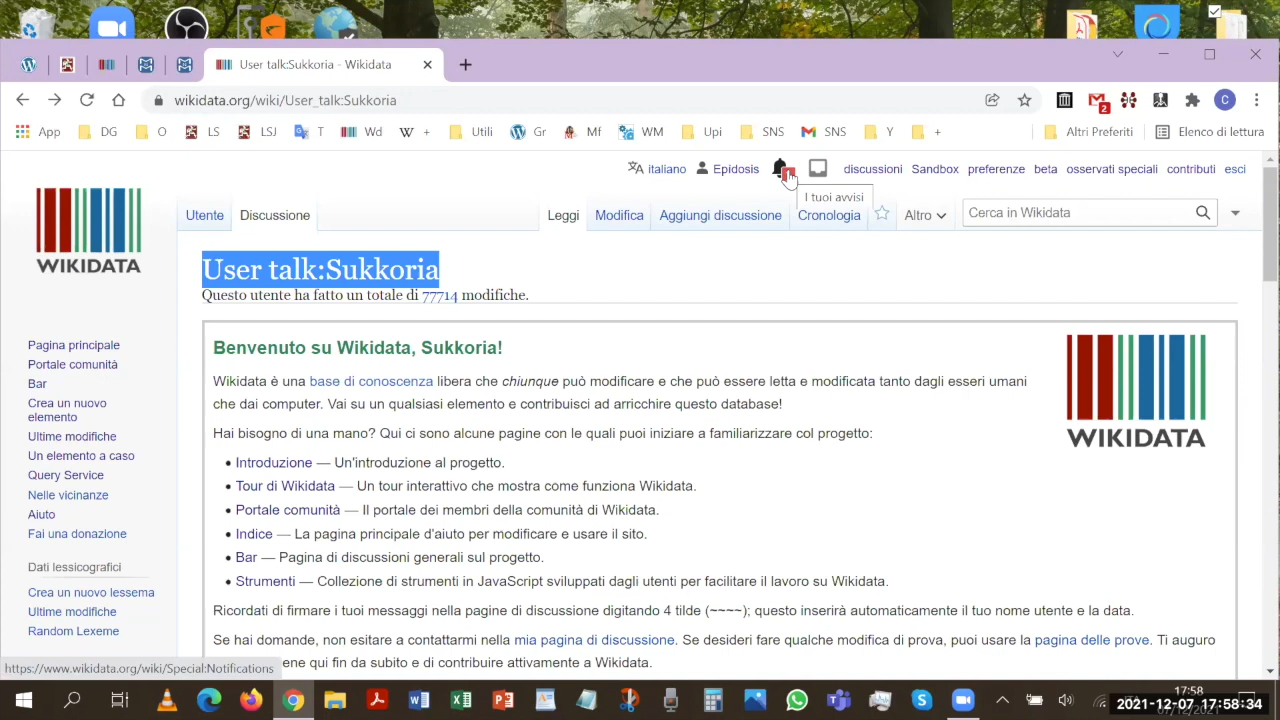 User talk:Sukkoria - Wikidata
wikidata.org/wiki/User_talk:Sukkoria
2
C
App DG O LS LSJ T Wd + Utili Gr Mf WM Upi SNS SNS Y + Altri Preferiti Elenco di lettura
italiano Epidosis discussioni Sandbox preferenze beta osservati speciali contributi esci
I tuoi avvisi
WIKIDATA
Utente Discussione Leggi Modifica Aggiungi discussione Cronologia Altro Cerca in Wikidata
User talk:Sukkoria
Questo utente ha fatto un totale di 77714 modifiche.
Pagina principale
Portale comunità
Bar
Crea un nuovo
elemento
Ultime modifiche
Un elemento a caso
Query Service
Nelle vicinanze
Aiuto
Fai una donazione
Dati lessicografici
Crea un nuovo lessema
Ultime modifiche
Random Lexeme
Benvenuto su Wikidata, Sukkoria!
WIKIDATA
Wikidata è una base di conoscenza libera che chiunque può modificare e che può essere letta e modificata tanto dagli esseri umani
che dai computer. Vai su un qualsiasi elemento e contribuisci ad arricchire questo database!
Hai bisogno di una mano? Qui ci sono alcune pagine con le quali puoi iniziare a familiarizzare col progetto:
• Introduzione — Un'introduzione al progetto.
• Tour di Wikidata — Un tour interattivo che mostra come funziona Wikidata.
• Portale comunità — Il portale dei membri della comunità di Wikidata.
• Indice — La pagina principale d'aiuto per modificare e usare il sito.
• Bar — Pagina di discussioni generali sul progetto.
• Strumenti — Collezione di strumenti in JavaScript sviluppati dagli utenti per facilitare il lavoro su Wikidata.
Ricordati di firmare i tuoi messaggi nella pagina di discussione digitando 4 tilde (~~~~); questo inserirà automaticamente il tuo nome utente e la data.
Se hai domande, non esitare a contattarmi nella mia pagina di discussione. Se desideri fare qualche modifica di prova, puoi usare la pagina delle prove. Ti auguro
ene qui fin da subito e di contribuire attivamente a Wikidata.
https://www.wikidata.org/wiki/Special:Notifications
17:58
2021-12-07 17:58:34